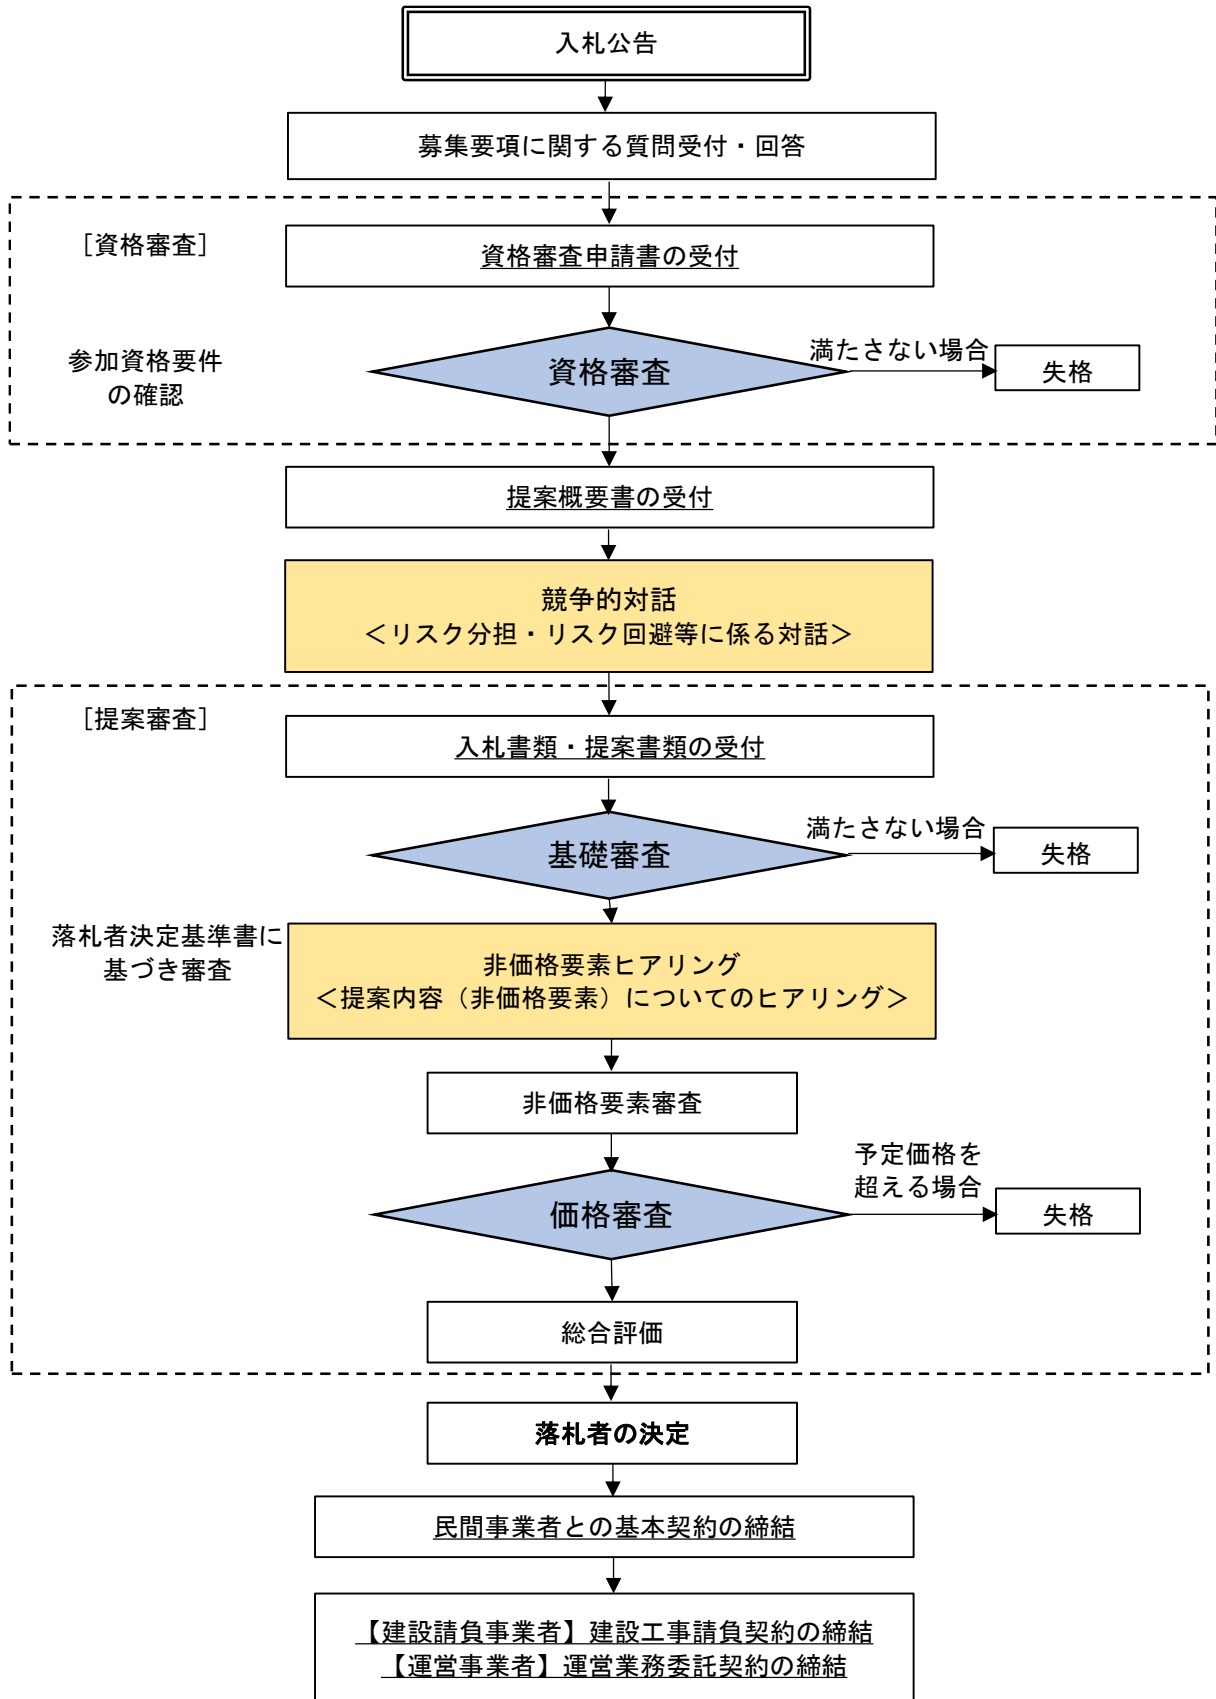 入札公告
募集要項に関する質問受付・回答
［資格審査］
資格審査申請書の受付
参加資格要件
の確認
資格審査
満たさない場合
失格
提案概要書の受付
競争的対話
＜リスク分担・リスク回避等に係る対話＞
［提案審査］
入札書類・提案書類の受付
基礎審査
満たさない場合
失格
落札者決定基準書に
基づき審査
非価格要素ヒアリング
＜提案内容（非価格要素）についてのヒアリング＞
非価格要素審査
価格審査
予定価格を
超える場合
失格
総合評価
落札者の決定
民間事業者との基本契約の締結
【建設請負事業者】建設工事請負契約の締結
【運営事業者】運営業務委託契約の締結